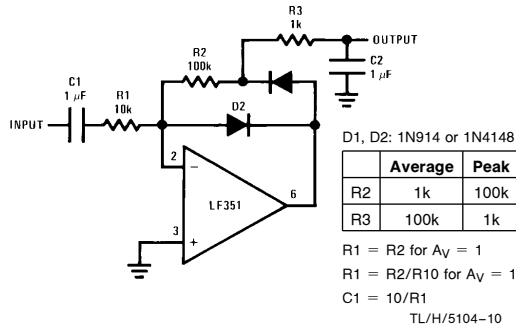 R3
1k
OUTPUT
R2
100k
C2
1 µF
C1
1 µF
R1
10k
D2
INPUT
2
−
6
LF351
3
+
D1, D2: 1N914 or 1N4148
Average Peak
R2 1k 100k
R3 100k 1k
R1 = R2 for AV = 1
R1 = R2/R10 for AV = 1
C1 = 10/R1
TL/H/5104–10